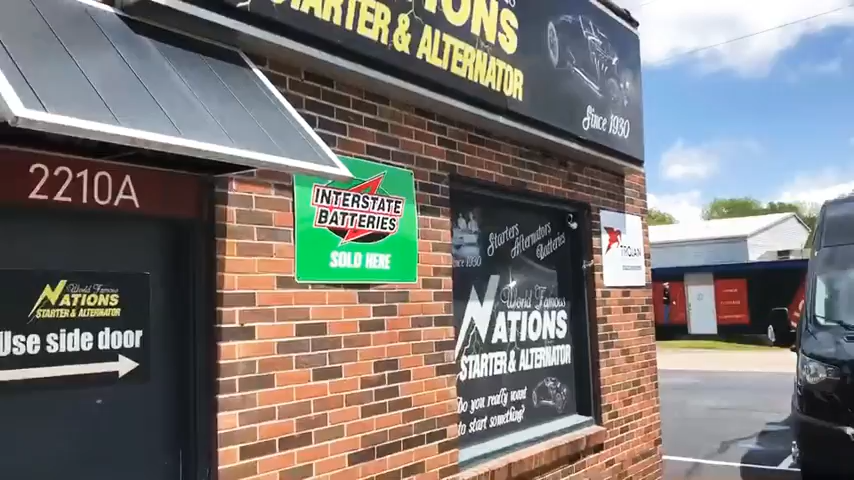 NATIONS
STARTER & ALTERNATOR
Since 1930
2210A
INTERSTATE
BATTERIES
SOLD HERE
World Famous
NATIONS
STARTER & ALTERNATOR
Use side door
Starters
Alternators
Batteries
Since 1930
World Famous
NATIONS
STARTER & ALTERNATOR
Do you really want
to start something?
TROJAN